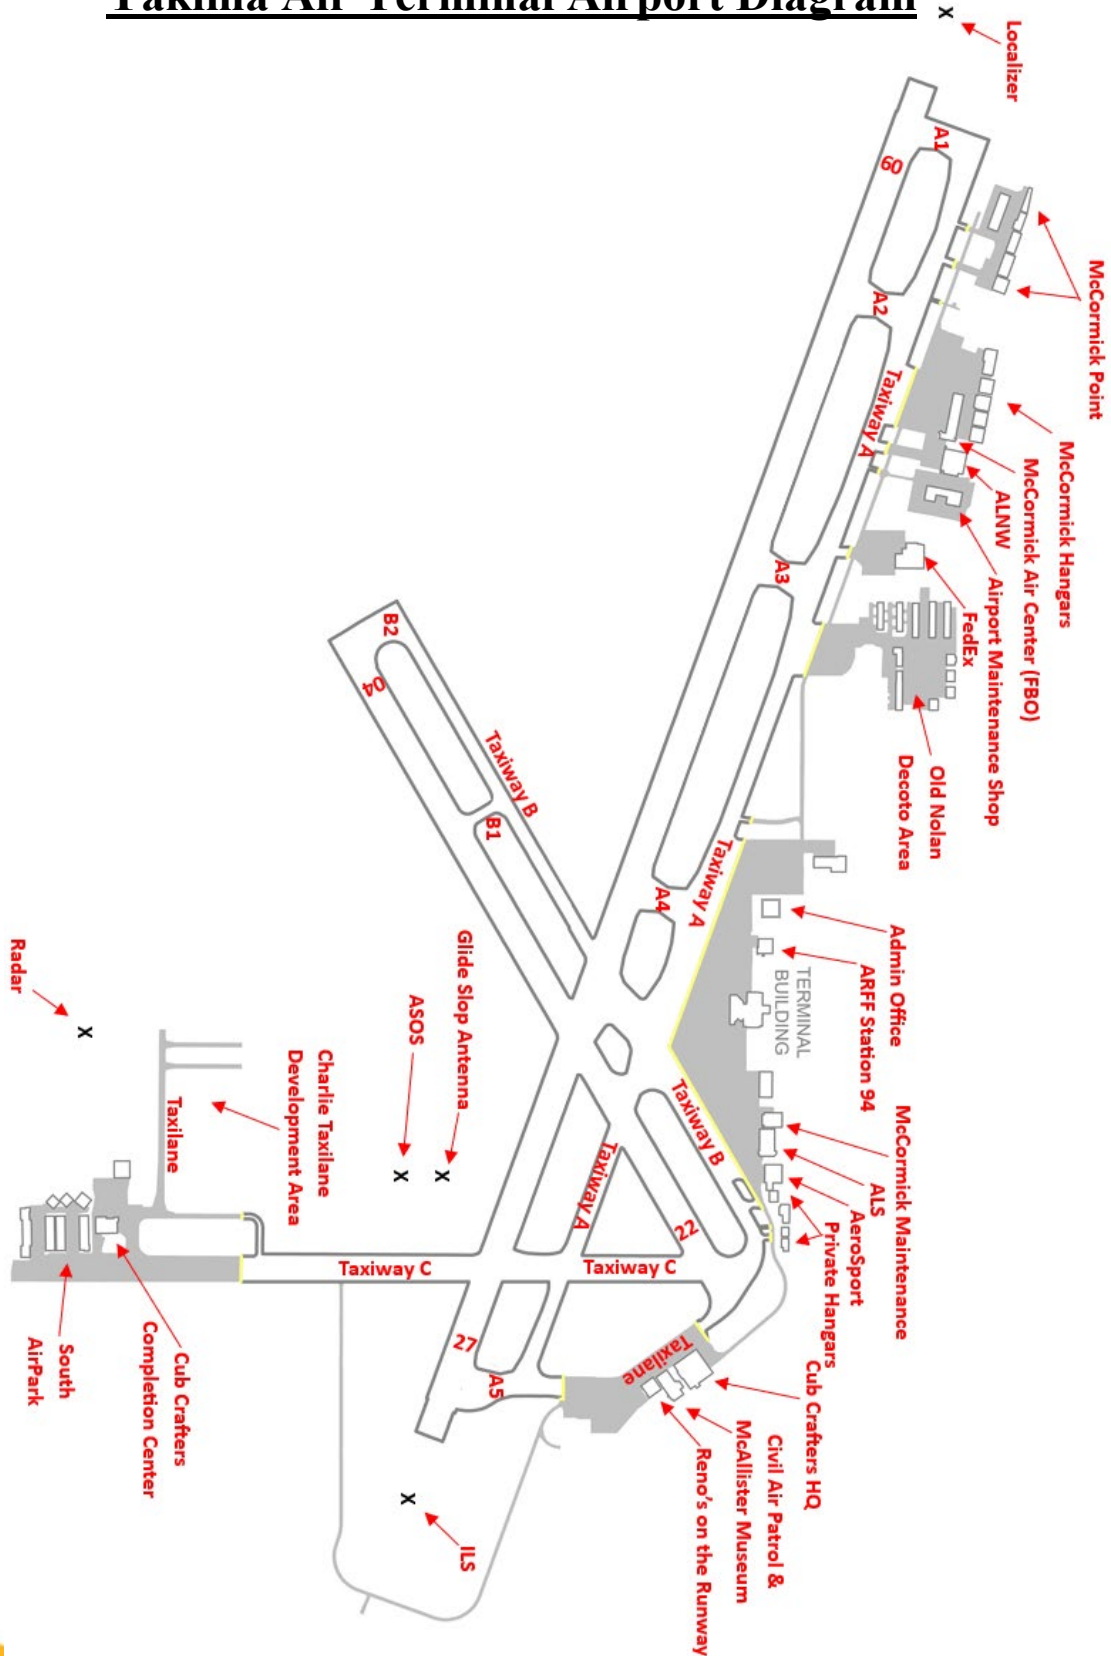 Yakima Air Terminal Airport Diagram
X
Localizer
A1
09
McCormick Point
A2
Taxiway A
McCormick Hangars
McCormick Air Center (FBO)
ALNW
Airport Maintenance Shop
FedEx
A3
Old Nolan
Decoto Area
B2
04
Taxiway B
B1
Taxiway A
A4
Admin Office
ARFF Station 94
TERMINAL
BUILDING
Glide Slop Antenna
X
ASOS
X
Radar
X
Charlie Taxilane
Development Area
Taxilane
Taxiway B
Taxiway A
22
McCormick Maintenance
ALS
AeroSport
Private Hangars
Taxiway C
Taxiway C
27
A5
Taxilane
Cub Crafters HQ
Civil Air Patrol &
McAllister Museum
Reno's on the Runway
Cub Crafters
Completion Center
South
AirPark
X
ILS